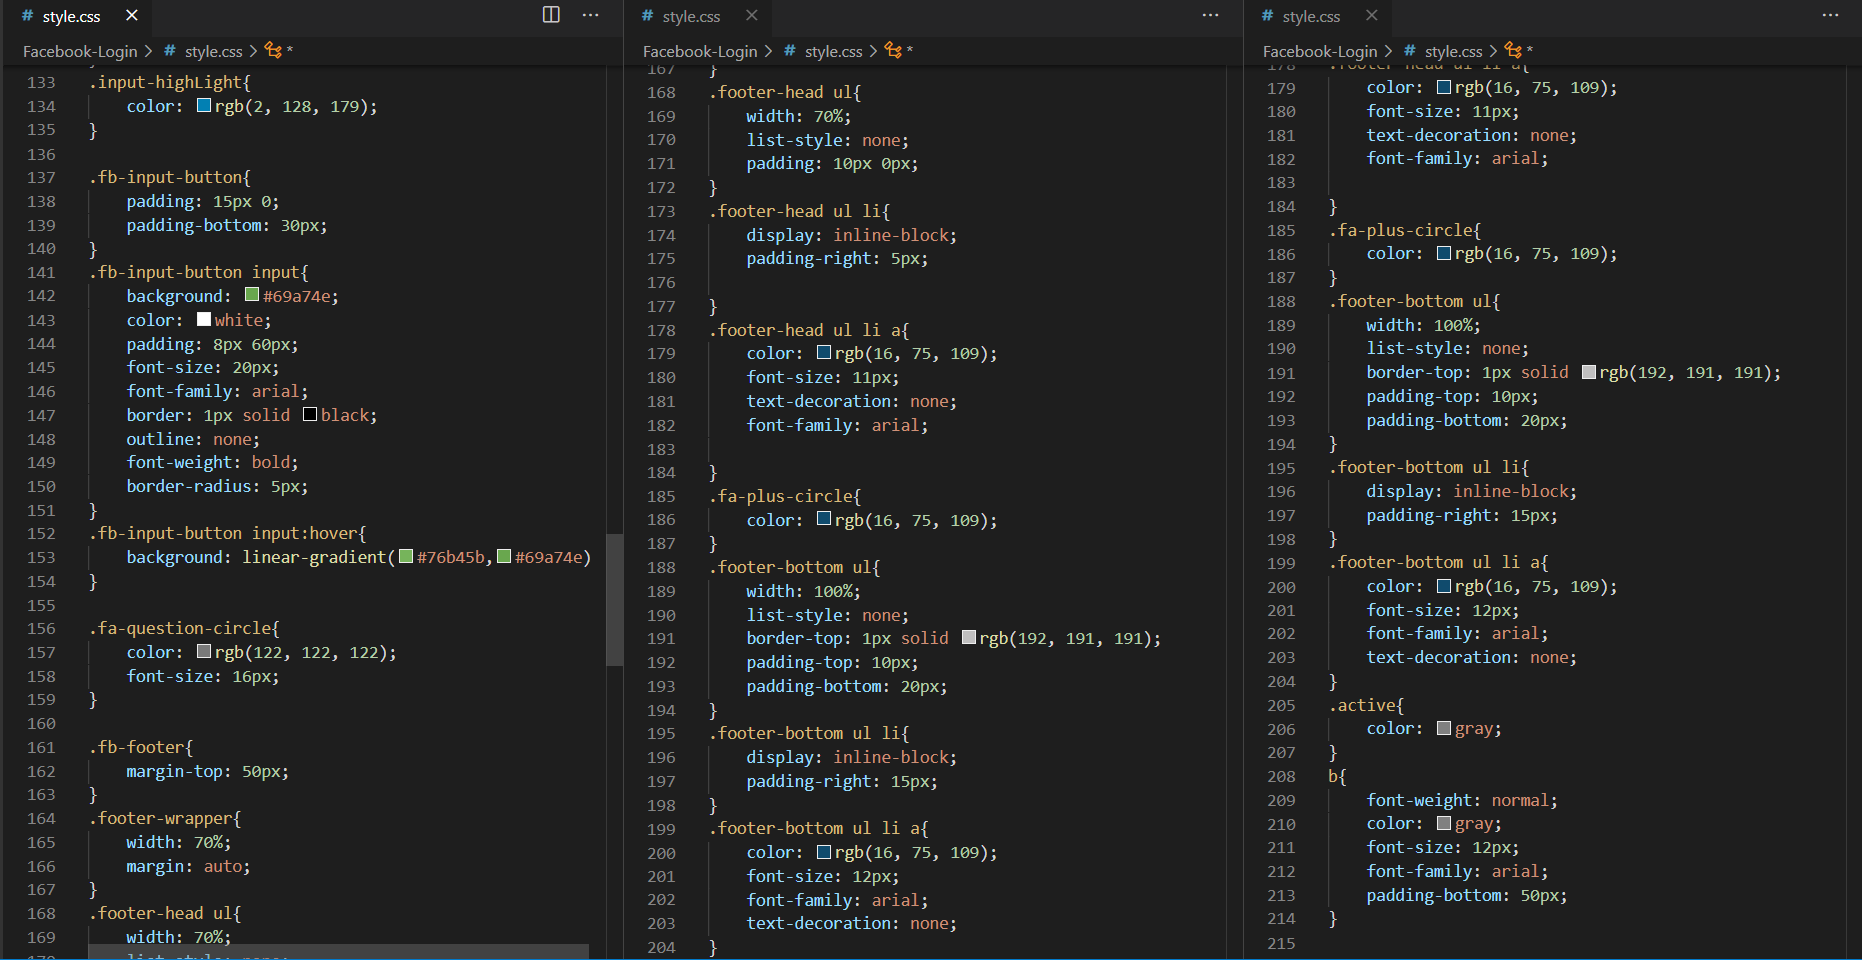 # style.css ×
Facebook-Login > # style.css > *
133 .input-highLight{
134 color: rgb(2, 128, 179);
135 }
136
137 .fb-input-button{
138 padding: 15px 0;
139 padding-bottom: 30px;
140 }
141 .fb-input-button input{
142 background: #69a74e;
143 color: white;
144 padding: 8px 60px;
145 font-size: 20px;
146 font-family: arial;
147 border: 1px solid black;
148 outline: none;
149 font-weight: bold;
150 border-radius: 5px;
151 }
152 .fb-input-button input:hover{
153 background: linear-gradient(#76b45b,#69a74e)
154 }
155
156 .fa-question-circle{
157 color: rgb(122, 122, 122);
158 font-size: 16px;
159 }
160
161 .fb-footer{
162 margin-top: 50px;
163 }
164 .footer-wrapper{
165 width: 70%;
166 margin: auto;
167 }
168 .footer-head ul{
169 width: 70%;
170 list-style: none;
# style.css ×
Facebook-Login > # style.css > *
167 }
168 .footer-head ul{
169 width: 70%;
170 list-style: none;
171 padding: 10px 0px;
172 }
173 .footer-head ul li{
174 display: inline-block;
175 padding-right: 5px;
176
177 }
178 .footer-head ul li a{
179 color: rgb(16, 75, 109);
180 font-size: 11px;
181 text-decoration: none;
182 font-family: arial;
183
184 }
185 .fa-plus-circle{
186 color: rgb(16, 75, 109);
187 }
188 .footer-bottom ul{
189 width: 100%;
190 list-style: none;
191 border-top: 1px solid rgb(192, 191, 191);
192 padding-top: 10px;
193 padding-bottom: 20px;
194 }
195 .footer-bottom ul li{
196 display: inline-block;
197 padding-right: 15px;
198 }
199 .footer-bottom ul li a{
200 color: rgb(16, 75, 109);
201 font-size: 12px;
202 font-family: arial;
203 text-decoration: none;
204 }
# style.css ×
Facebook-Login > # style.css > *
178 .footer-head ul li a{
179 color: rgb(16, 75, 109);
180 font-size: 11px;
181 text-decoration: none;
182 font-family: arial;
183
184 }
185 .fa-plus-circle{
186 color: rgb(16, 75, 109);
187 }
188 .footer-bottom ul{
189 width: 100%;
190 list-style: none;
191 border-top: 1px solid rgb(192, 191, 191);
192 padding-top: 10px;
193 padding-bottom: 20px;
194 }
195 .footer-bottom ul li{
196 display: inline-block;
197 padding-right: 15px;
198 }
199 .footer-bottom ul li a{
200 color: rgb(16, 75, 109);
201 font-size: 12px;
202 font-family: arial;
203 text-decoration: none;
204 }
205 .active{
206 color: gray;
207 }
208 b{
209 font-weight: normal;
210 color: gray;
211 font-size: 12px;
212 font-family: arial;
213 padding-bottom: 50px;
214 }
215